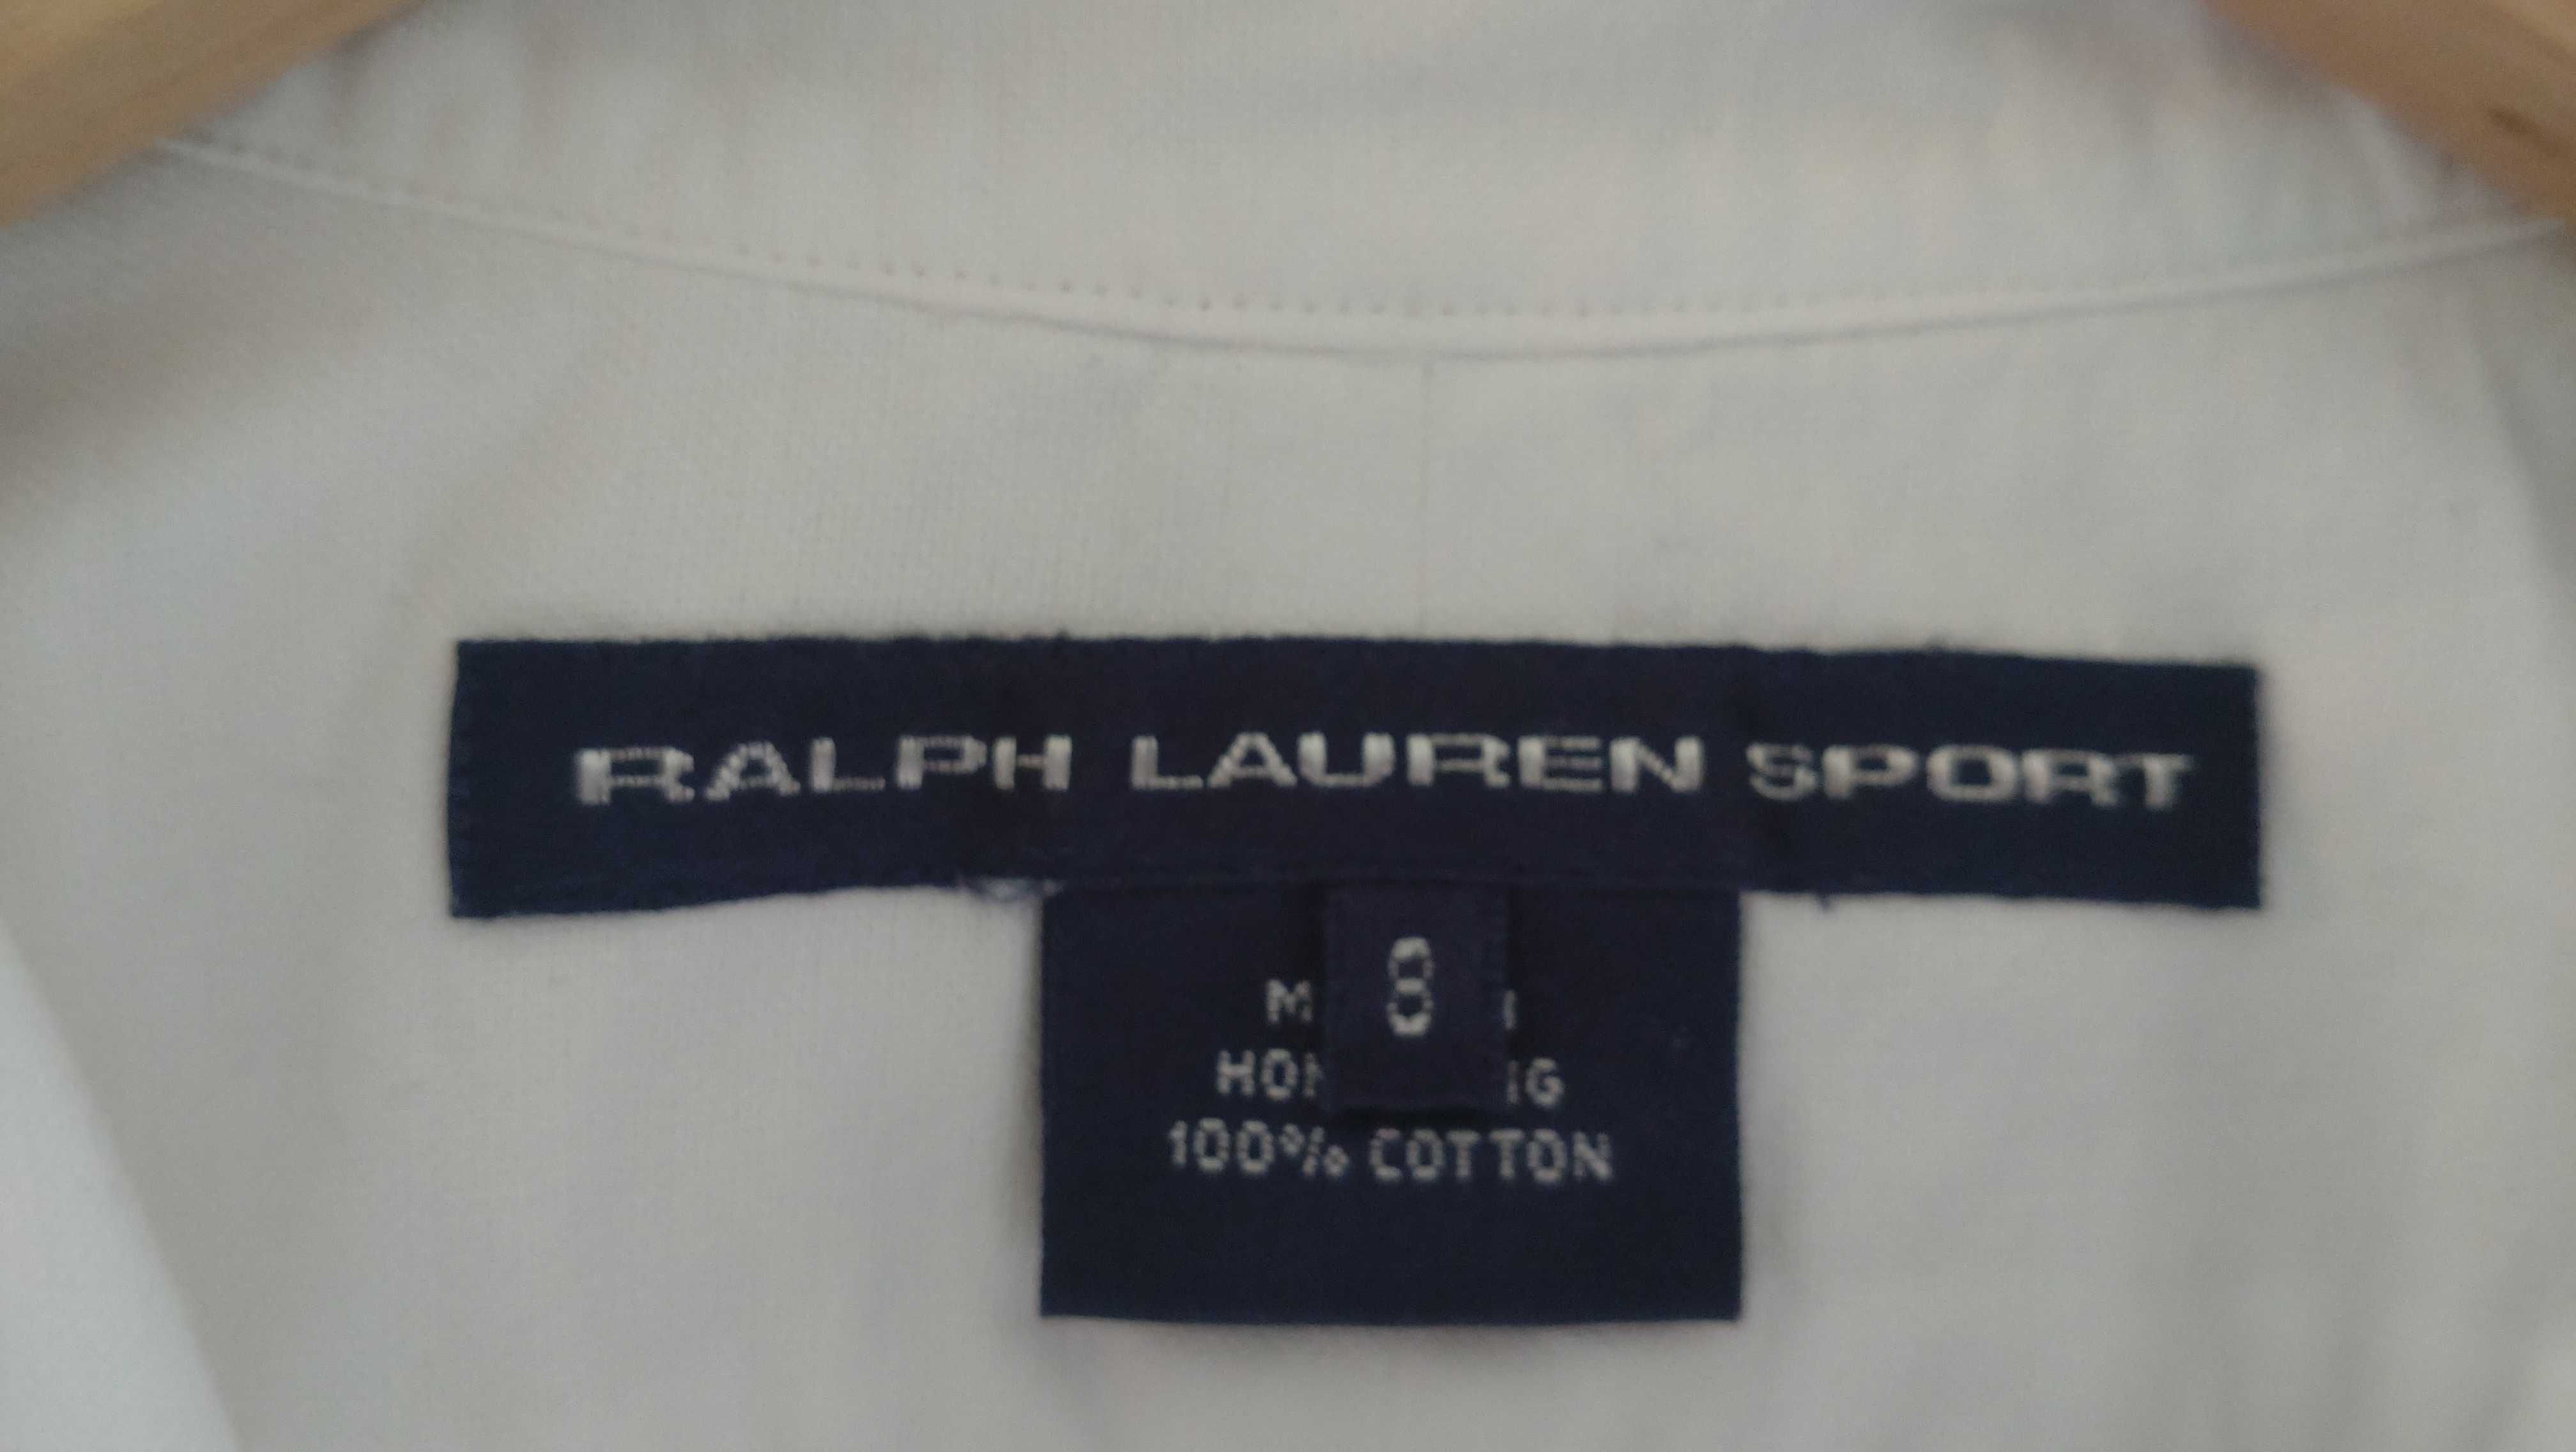 RALPH LAUREN SPORT
8
100% COTTON